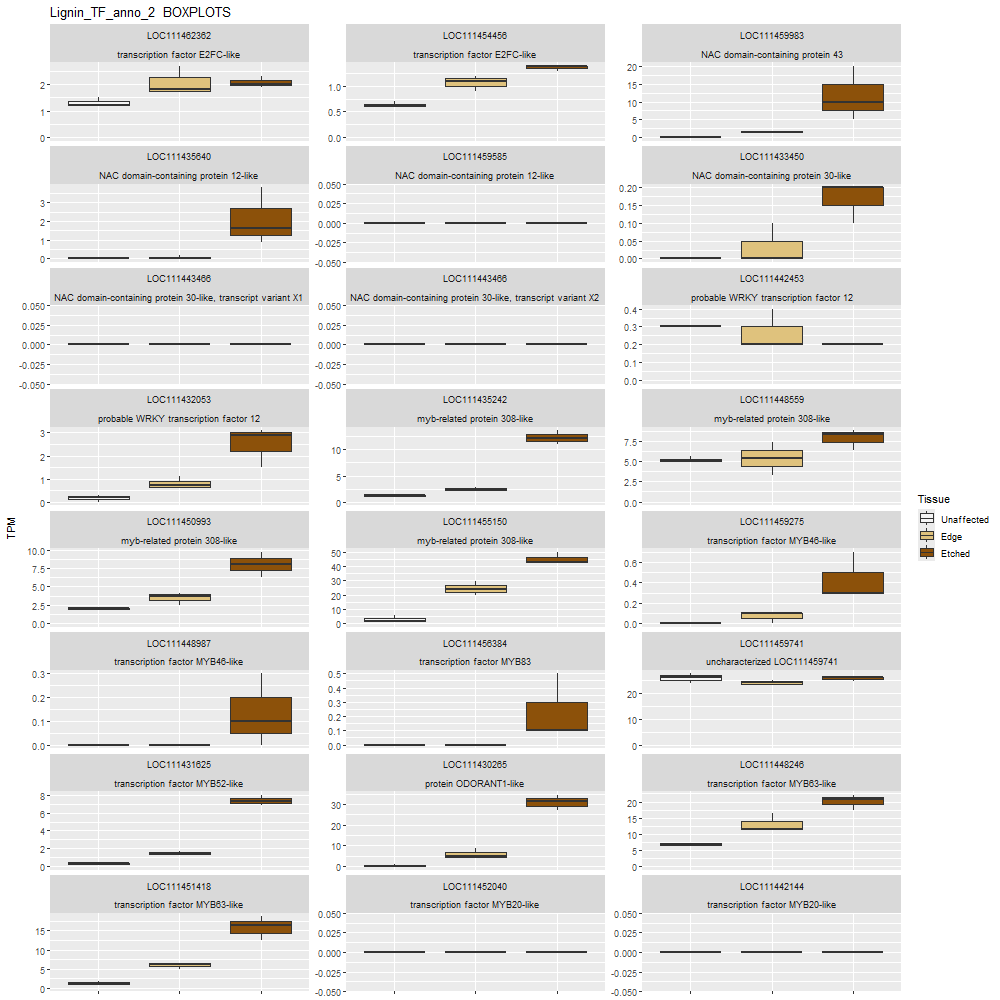 Lignin_TF_anno_2 BOXPLOTS
LOC111462362
transcription factor E2FC-like
2
1
0
LOC111454456
transcription factor E2FC-like
1.0
0.5
0.0
LOC111459983
NAC domain-containing protein 43
20
15
10
5
0
LOC111435640
NAC domain-containing protein 12-like
3
2
1
0
LOC111459585
NAC domain-containing protein 12-like
0.050
0.025
0.000
-0.025
-0.050
LOC111433450
NAC domain-containing protein 30-like
0.20
0.15
0.10
0.05
0.00
LOC111443466
NAC domain-containing protein 30-like, transcript variant X1
0.050
0.025
0.000
-0.025
-0.050
LOC111443466
NAC domain-containing protein 30-like, transcript variant X2
0.050
0.025
0.000
-0.025
-0.050
LOC111442453
probable WRKY transcription factor 12
0.4
0.3
0.2
0.1
0.0
LOC111432053
probable WRKY transcription factor 12
3
2
1
0
LOC111435242
myb-related protein 308-like
10
5
0
LOC111448559
myb-related protein 308-like
7.5
5.0
2.5
0.0
LOC111450993
myb-related protein 308-like
10.0
7.5
5.0
2.5
0.0
LOC111455150
myb-related protein 308-like
50
40
30
20
10
0
LOC111459275
transcription factor MYB46-like
0.6
0.4
0.2
0.0
LOC111448987
transcription factor MYB46-like
0.3
0.2
0.1
0.0
LOC111456384
transcription factor MYB83
0.5
0.4
0.3
0.2
0.1
0.0
LOC111459741
uncharacterized LOC111459741
20
10
0
LOC111431625
transcription factor MYB52-like
8
6
4
2
0
LOC111430265
protein ODORANT1-like
30
20
10
0
LOC111448246
transcription factor MYB63-like
20
15
10
5
0
LOC111451418
transcription factor MYB63-like
15
10
5
0
LOC111452040
transcription factor MYB20-like
0.050
0.025
0.000
-0.025
-0.050
LOC111442144
transcription factor MYB20-like
0.050
0.025
0.000
-0.025
-0.050
TPM
Tissue
Unaffected
Edge
Etched